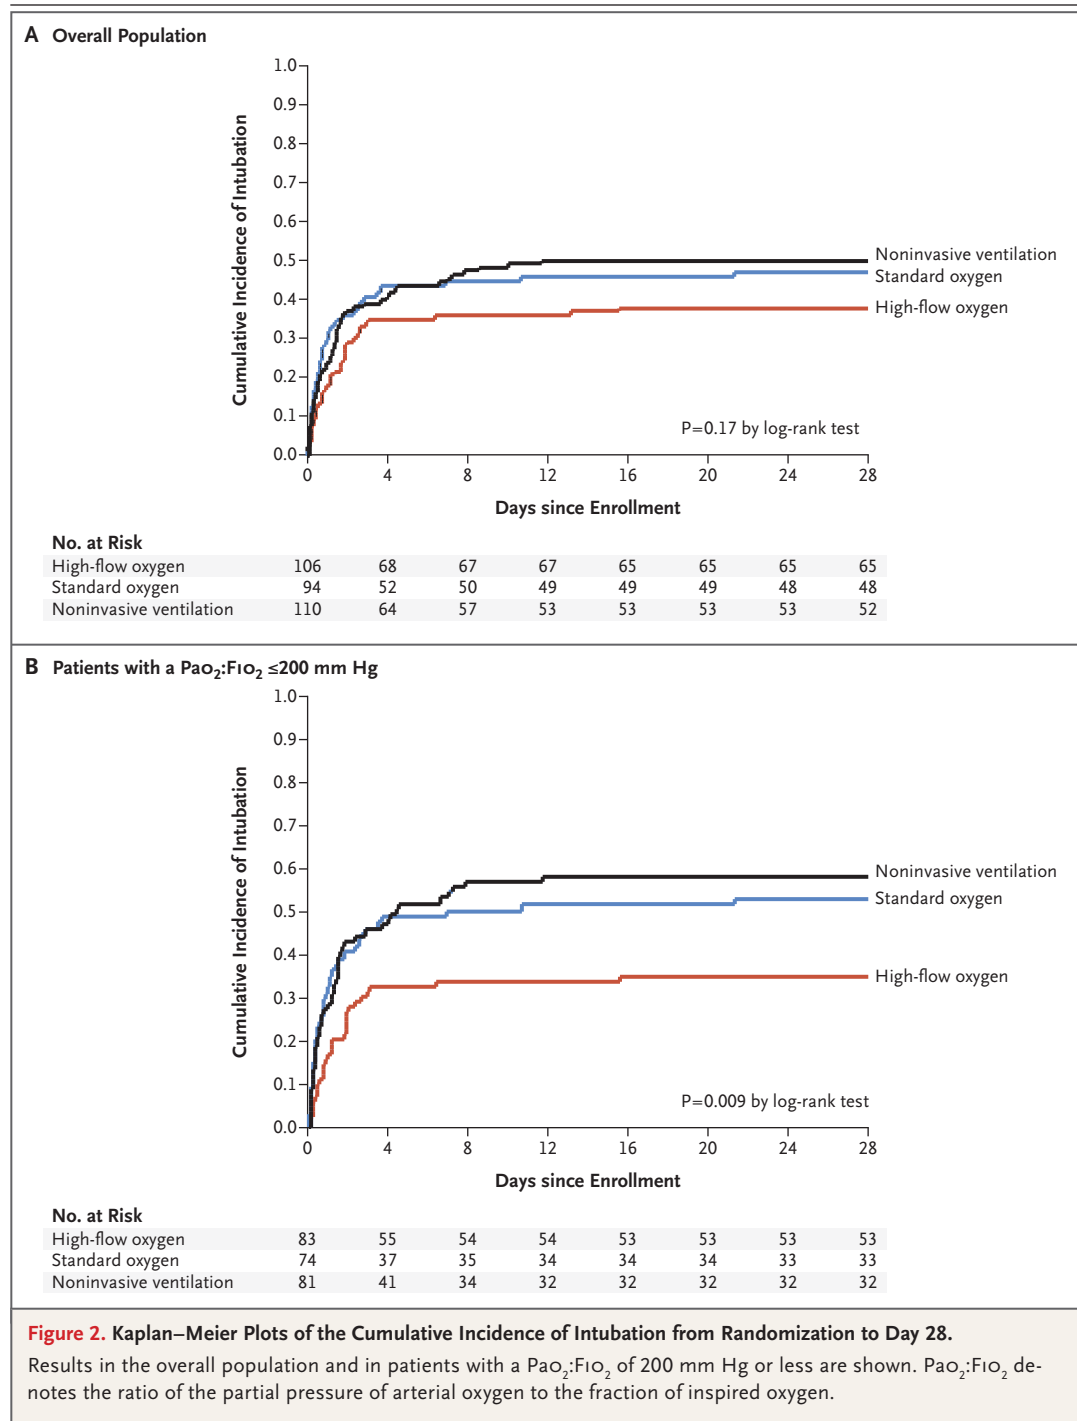 A Overall Population
1.0
0.9
0.8
0.7
0.6
0.5
0.4
0.3
0.2
0.1
0.0
Cumulative Incidence of Intubation
Noninvasive ventilation
Standard oxygen
High-flow oxygen
P=0.17 by log-rank test
0 4 8 12 16 20 24 28
Days since Enrollment
No. at Risk
High-flow oxygen 106 68 67 67 65 65 65 65
Standard oxygen 94 52 50 49 49 49 48 48
Noninvasive ventilation 110 64 57 53 53 53 53 52
B Patients with a PaO₂:FIO₂ ≤200 mm Hg
1.0
0.9
0.8
0.7
0.6
0.5
0.4
0.3
0.2
0.1
0.0
Cumulative Incidence of Intubation
Noninvasive ventilation
Standard oxygen
High-flow oxygen
P=0.009 by log-rank test
0 4 8 12 16 20 24 28
Days since Enrollment
No. at Risk
High-flow oxygen 83 55 54 54 53 53 53 53
Standard oxygen 74 37 35 34 34 34 33 33
Noninvasive ventilation 81 41 34 32 32 32 32 32
Figure 2. Kaplan–Meier Plots of the Cumulative Incidence of Intubation from Randomization to Day 28.
Results in the overall population and in patients with a PaO₂:FIO₂ of 200 mm Hg or less are shown. PaO₂:FIO₂ de-
notes the ratio of the partial pressure of arterial oxygen to the fraction of inspired oxygen.